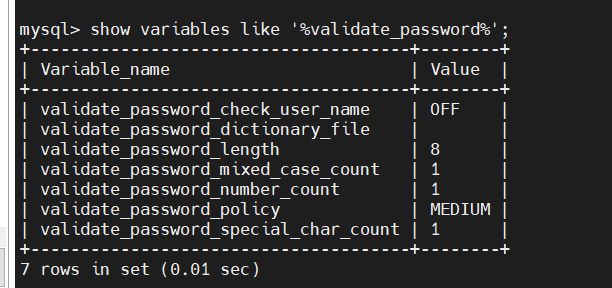 mysql> show variables like '%validate_password%';
+--------------------------------------+--------+
| Variable_name                        | Value  |
+--------------------------------------+--------+
| validate_password_check_user_name    | OFF    |
| validate_password_dictionary_file    |        |
| validate_password_length             | 8      |
| validate_password_mixed_case_count   | 1      |
| validate_password_number_count       | 1      |
| validate_password_policy             | MEDIUM |
| validate_password_special_char_count | 1      |
+--------------------------------------+--------+
7 rows in set (0.01 sec)